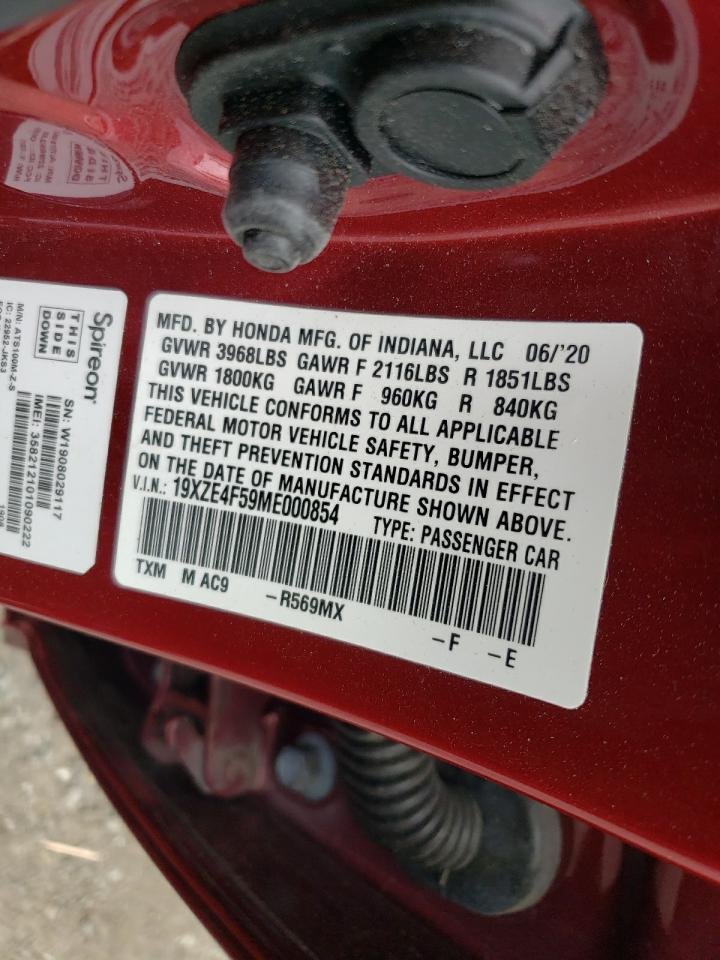 MFD. BY HONDA MFG. OF INDIANA, LLC 06/'20
GVWR 3968LBS GAWR F 2116LBS R 1851LBS
GVWR 1800KG GAWR F 960KG R 840KG
THIS VEHICLE CONFORMS TO ALL APPLICABLE
FEDERAL MOTOR VEHICLE SAFETY, BUMPER,
AND THEFT PREVENTION STANDARDS IN EFFECT
ON THE DATE OF MANUFACTURE SHOWN ABOVE.
V.I.N.: 19XZE4F59ME000854 TYPE: PASSENGER CAR
TXM M AC9 -R569MX -F -E
Spireon
THIS
SIDE
DOWN
SN: W1908029117
IMEI: 358212101090222
M/N: ATS100M-Z-S
IC: 22952-JK83